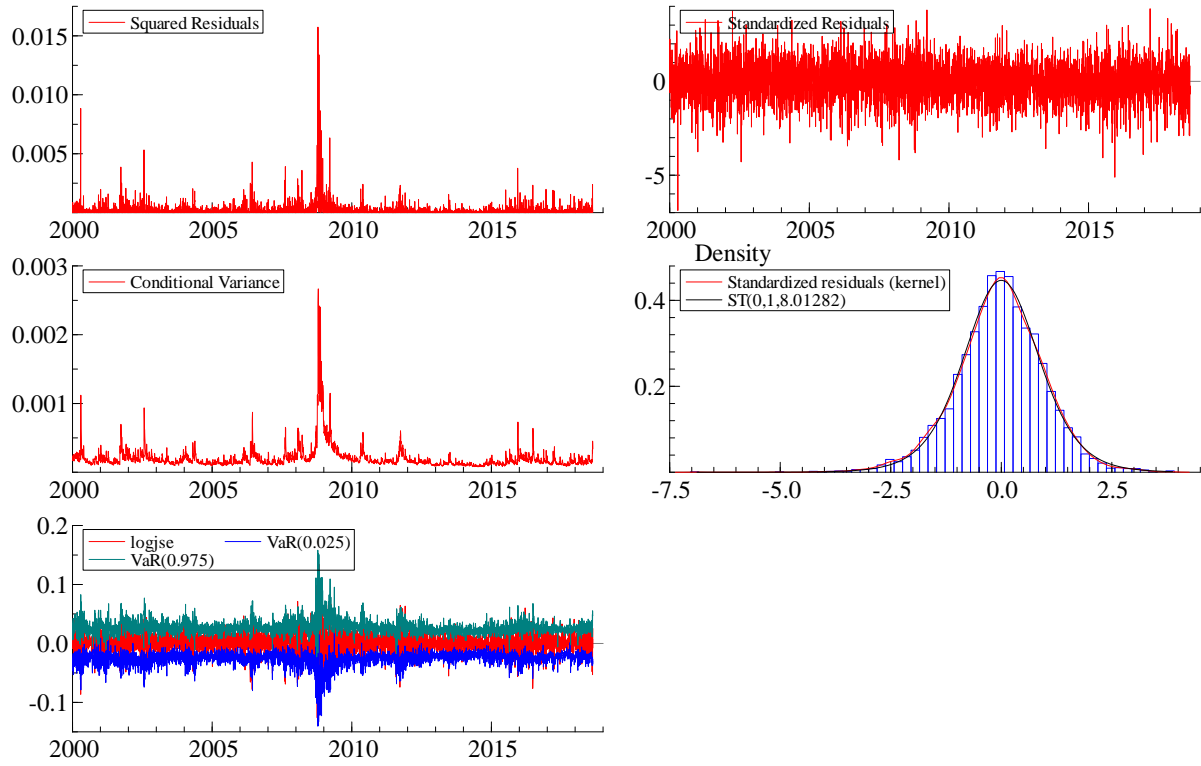 Squared Residuals
0.015
0.010
0.005
2000 2005 2010 2015
Standardized Residuals
0
-5
2000 2005 2010 2015
Conditional Variance
0.003
0.002
0.001
2000 2005 2010 2015
Density
Standardized residuals (kernel)
ST(0,1,8.01282)
0.4
0.2
-7.5 -5.0 -2.5 0.0 2.5
logjse VaR(0.025)
VaR(0.975)
0.2
0.1
0.0
-0.1
2000 2005 2010 2015